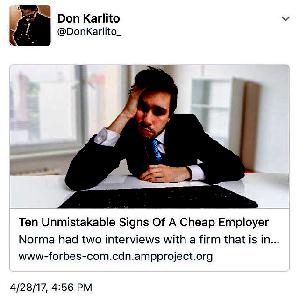 Don Karlito
@DonKarlito_
Ten Unmistakable Signs Of A Cheap Employer
Norma had two interviews with a firm that is in...
www-forbes-com.cdn.ampproject.org
4/28/17, 4:56 PM